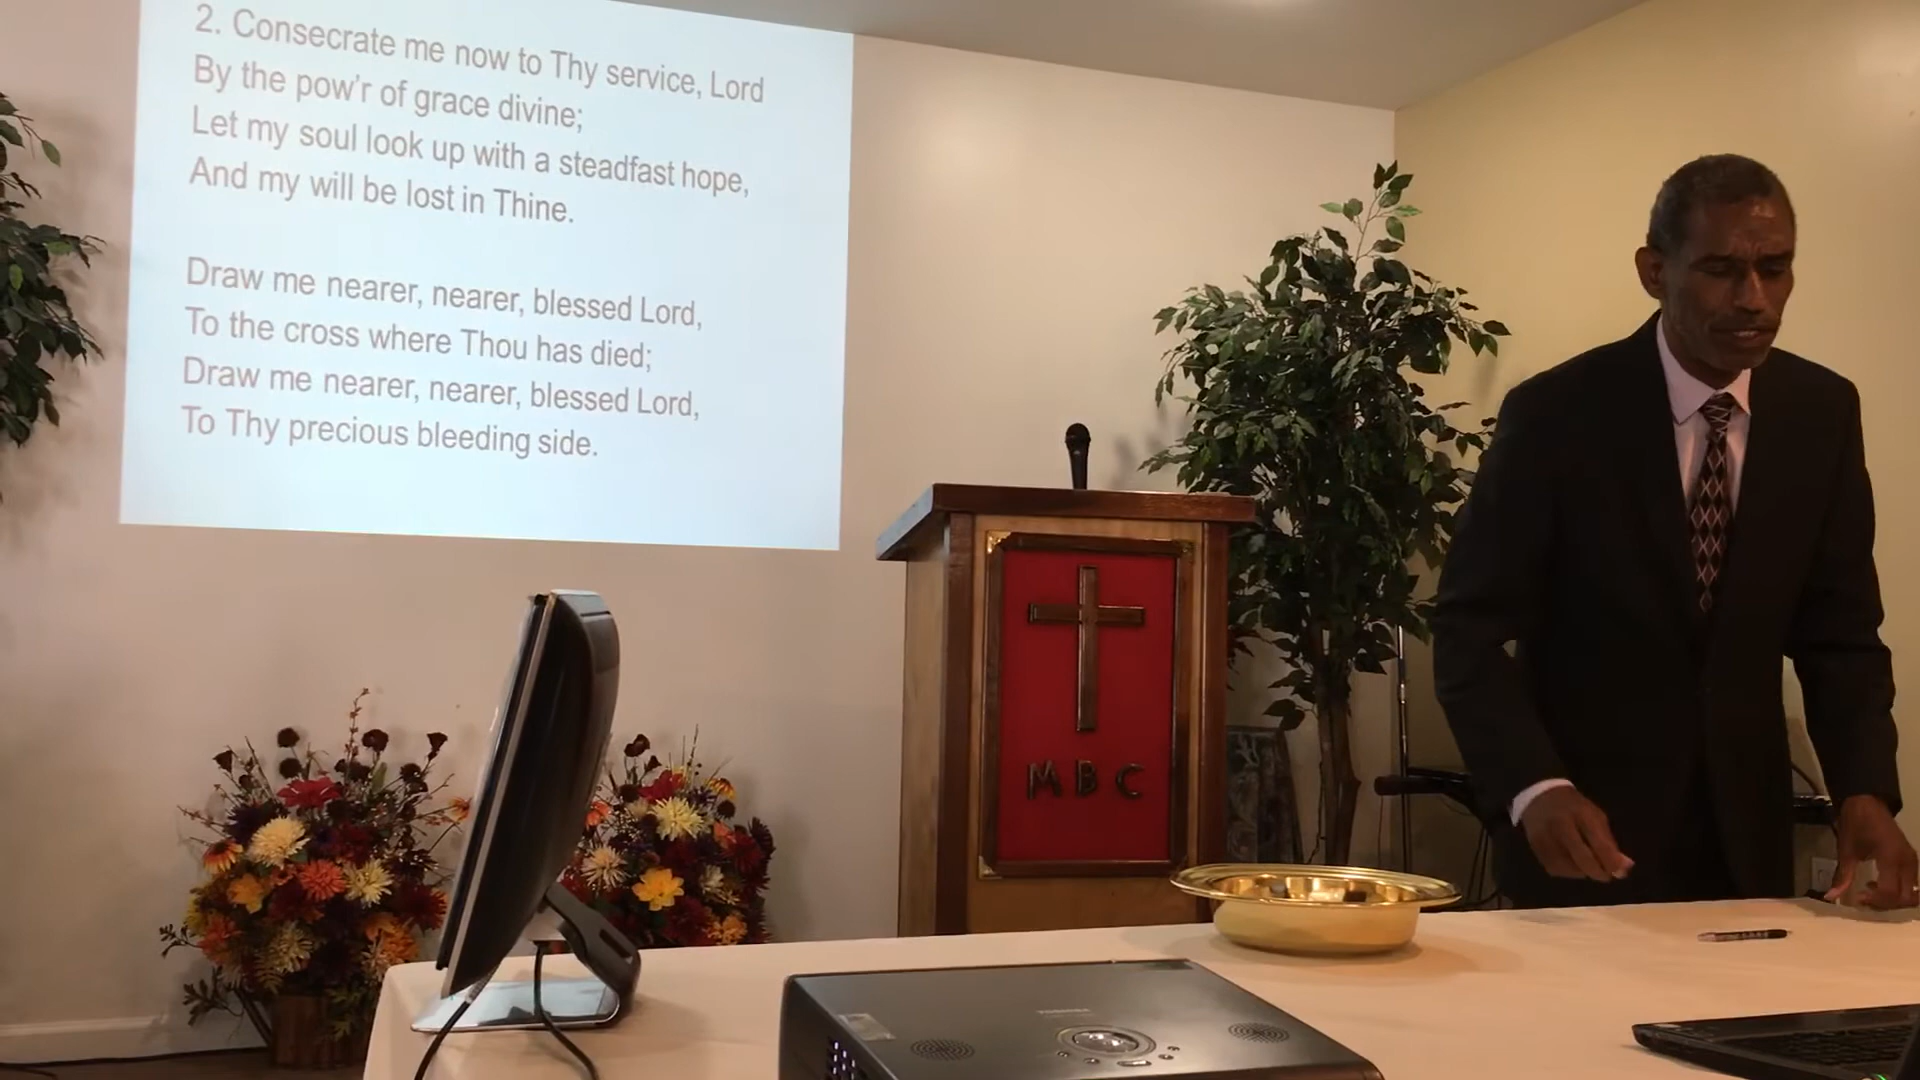 2. Consecrate me now to Thy service, Lord
By the pow'r of grace divine;
Let my soul look up with a steadfast hope,
And my will be lost in Thine.
Draw me nearer, nearer, blessed Lord,
To the cross where Thou has died;
Draw me nearer, nearer, blessed Lord,
To Thy precious bleeding side.
MBC
TOSHIBA